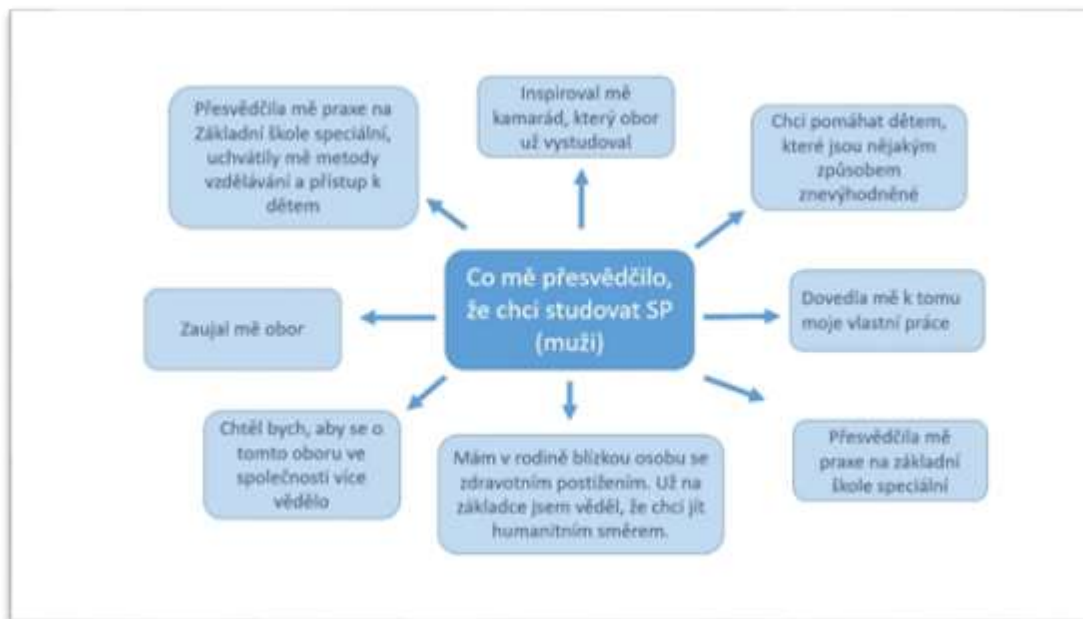 Přesvědčila mě praxe na
Základní škole speciální,
uchvátily mě metody
vzdělávání a přístup k
dětem
Inspiroval mě
kamarád, který obor
už vystudoval
Chci pomáhat dětem,
které jsou nějakým
způsobem
znevýhodněné
Co mě přesvědčilo,
že chci studovat SP
(muži)
Zaujal mě obor
Dovedla mě k tomu
moje vlastní práce
Chtěl bych, aby se o
tomto oboru ve
společnosti více
vědělo
Mám v rodině blízkou osobu se
zdravotním postižením. Už na
základce jsem věděl, že chci jít
humanitním směrem.
Přesvědčila mě
praxe na základní
škole speciální